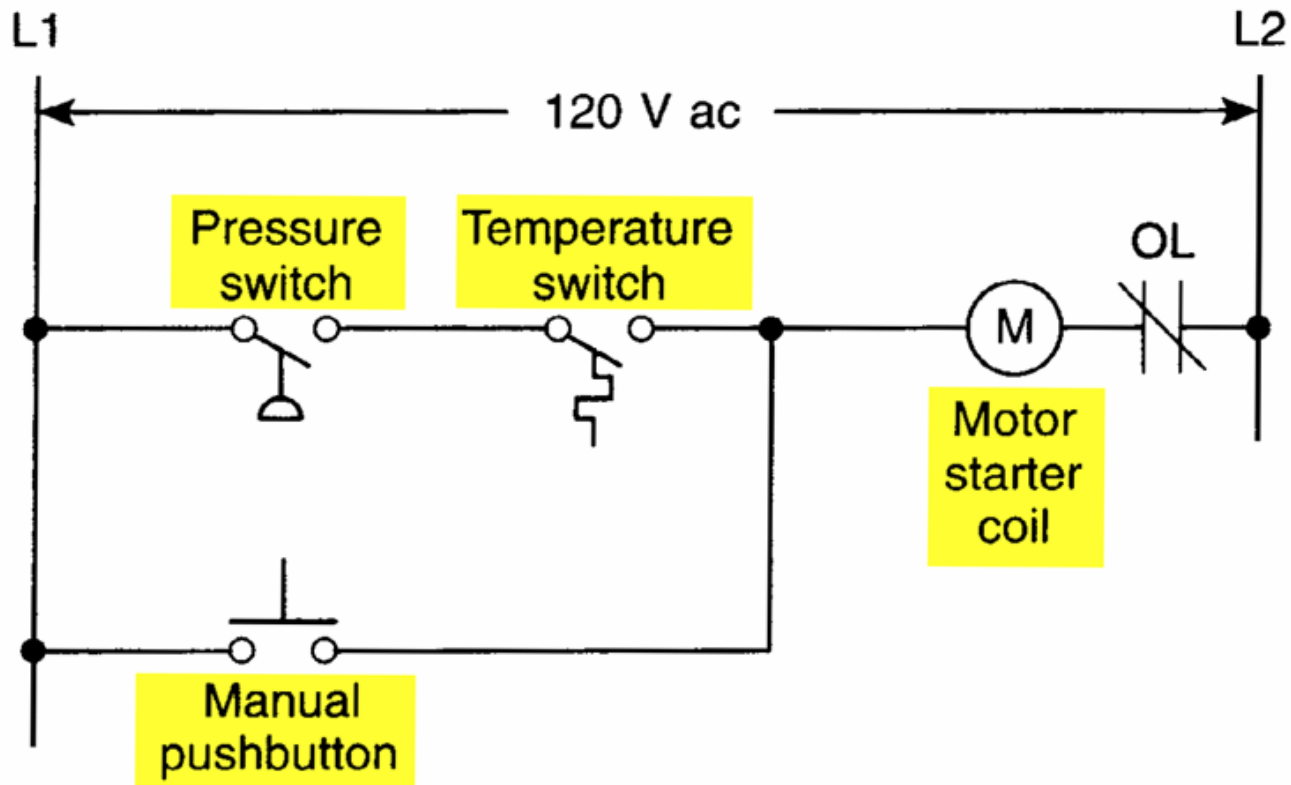 L1
L2
120 V ac
Pressure
switch
Temperature
switch
OL
M
Motor
starter
coil
Manual
pushbutton